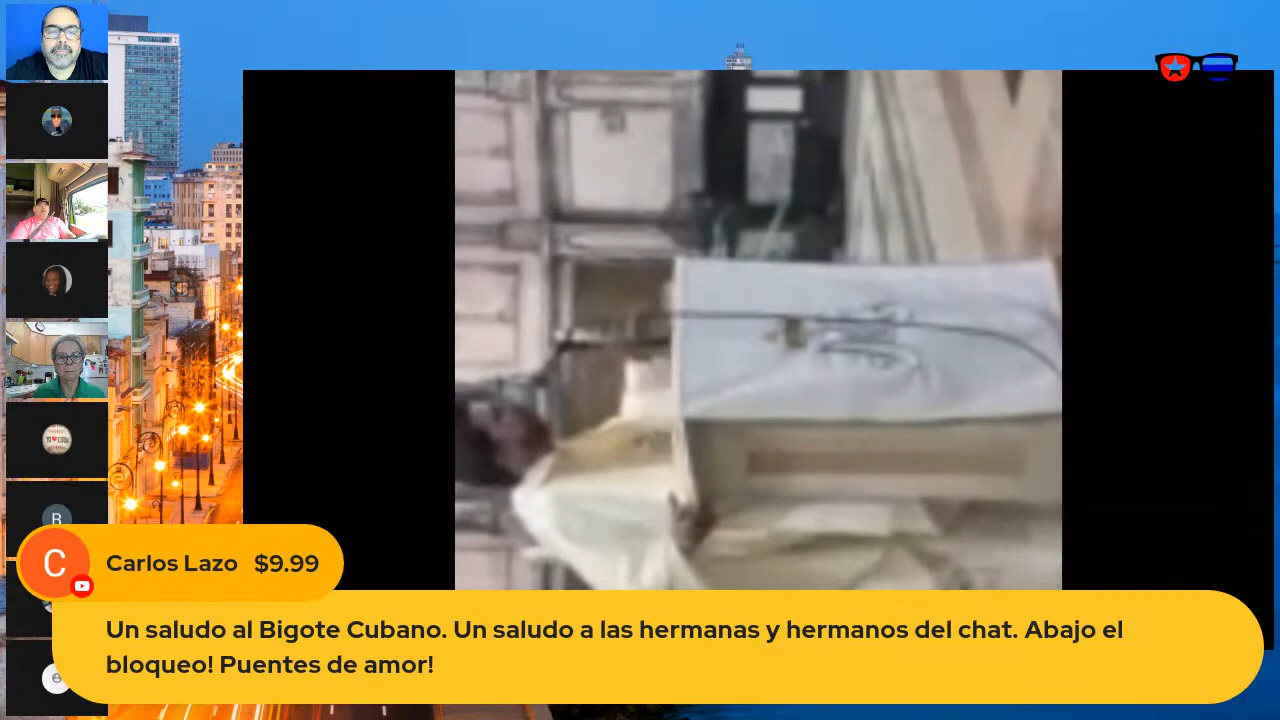 Carlos Lazo $9.99
Un saludo al Bigote Cubano. Un saludo a las hermanas y hermanos del chat. Abajo el
bloqueo! Puentes de amor!
C
B